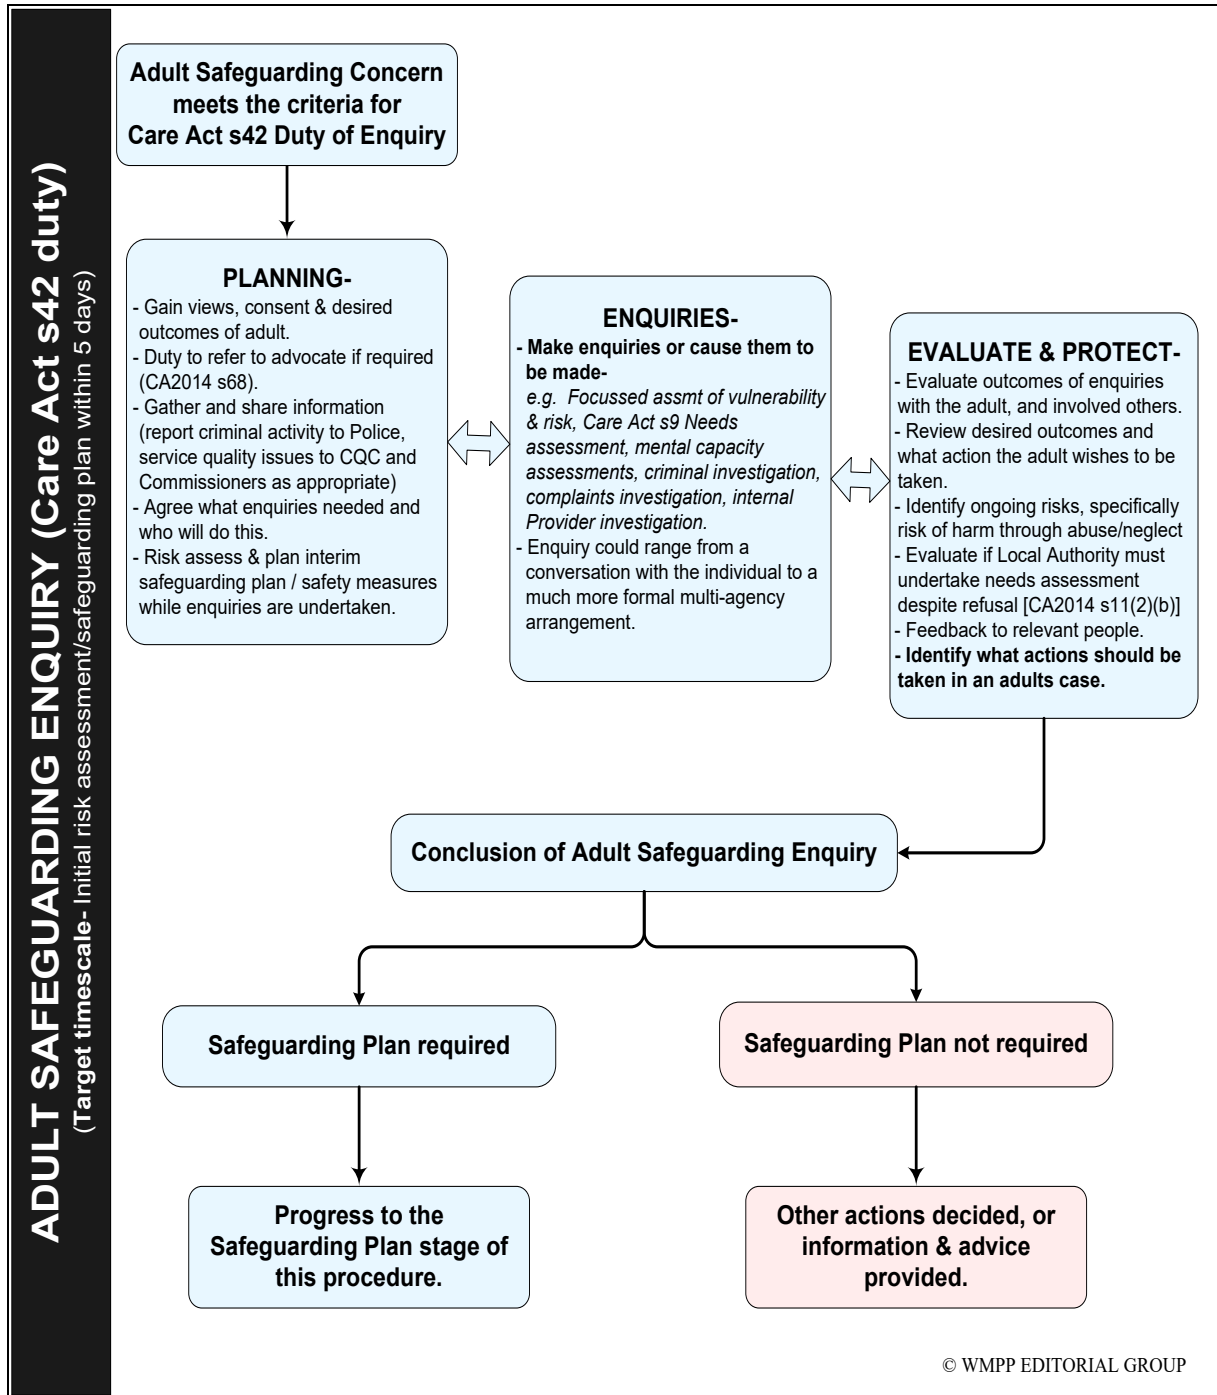 ADULT SAFEGUARDING ENQUIRY (Care Act s42 duty)
(Target timescale- Initial risk assessment/safeguarding plan within 5 days)
Adult Safeguarding Concern
meets the criteria for
Care Act s42 Duty of Enquiry
PLANNING-
- Gain views, consent & desired
outcomes of adult.
- Duty to refer to advocate if required
(CA2014 s68).
- Gather and share information
(report criminal activity to Police,
service quality issues to CQC and
Commissioners as appropriate)
- Agree what enquiries needed and
who will do this.
- Risk assess & plan interim
safeguarding plan / safety measures
while enquiries are undertaken.
ENQUIRIES-
- Make enquiries or cause them to
be made-
e.g. Focussed assmt of vulnerability
& risk, Care Act s9 Needs
assessment, mental capacity
assessments, criminal investigation,
complaints investigation, internal
Provider investigation.
- Enquiry could range from a
conversation with the individual to a
much more formal multi-agency
arrangement.
EVALUATE & PROTECT-
- Evaluate outcomes of enquiries
with the adult, and involved others.
- Review desired outcomes and
what action the adult wishes to be
taken.
- Identify ongoing risks, specifically
risk of harm through abuse/neglect
- Evaluate if Local Authority must
undertake needs assessment
despite refusal [CA2014 s11(2)(b)]
- Feedback to relevant people.
- Identify what actions should be
taken in an adults case.
Conclusion of Adult Safeguarding Enquiry
Safeguarding Plan required
Safeguarding Plan not required
Progress to the
Safeguarding Plan stage of
this procedure.
Other actions decided, or
information & advice
provided.
© WMPP EDITORIAL GROUP